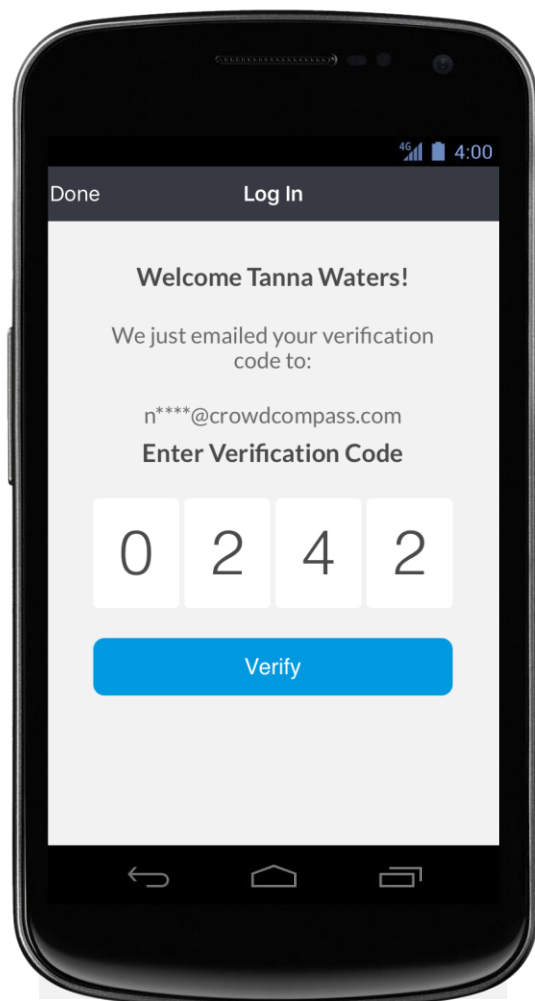 4G 4:00
Done Log In
Welcome Tanna Waters!
We just emailed your verification
code to:
n****@crowdcompass.com
Enter Verification Code
0 2 4 2
Verify